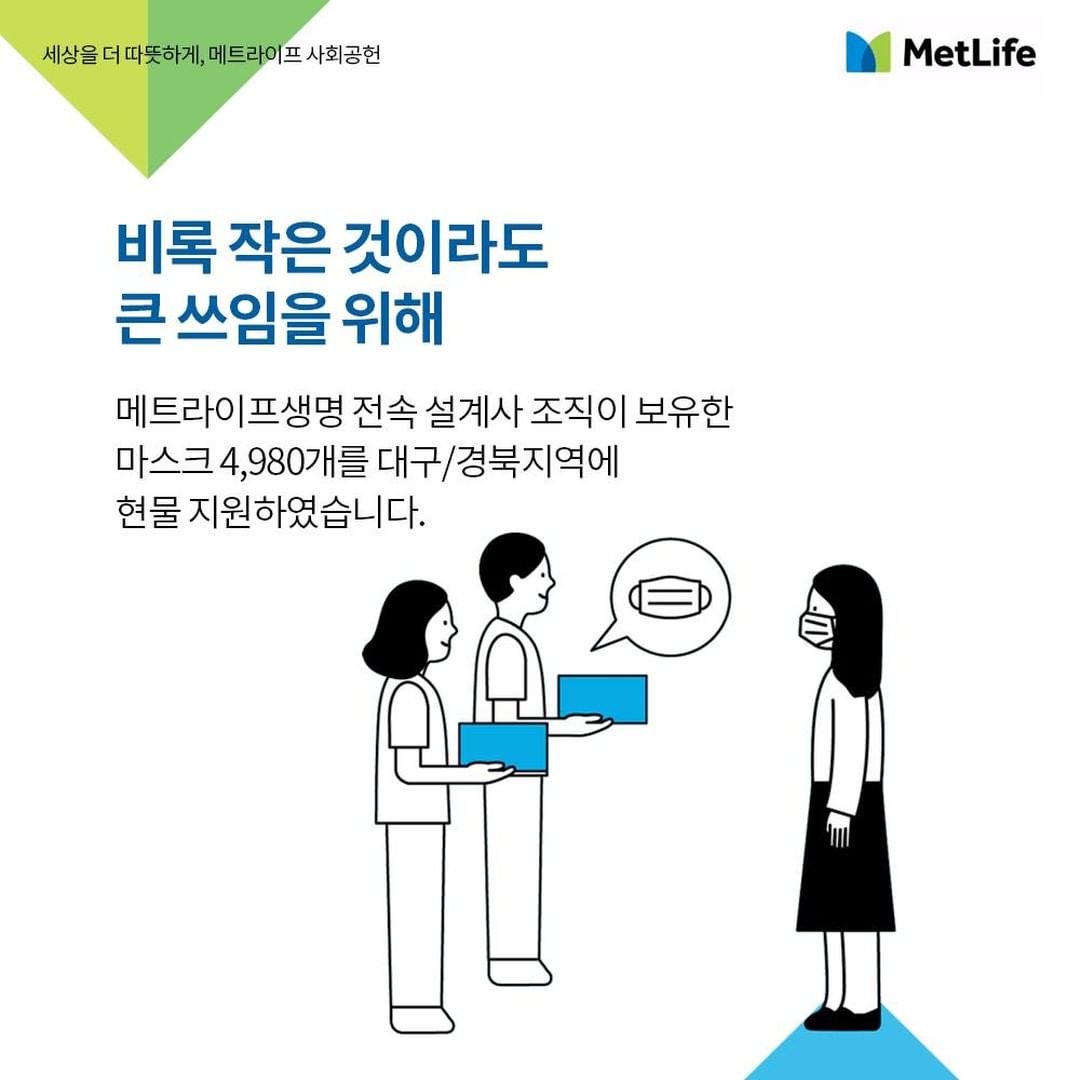 세상을 더 따뜻하게, 메트라이프 사회공헌
MetLife
비록 작은 것이라도
큰 쓰임을 위해
메트라이프생명 전속 설계사 조직이 보유한
마스크 4,980개를 대구/경북지역에
현물 지원하였습니다.